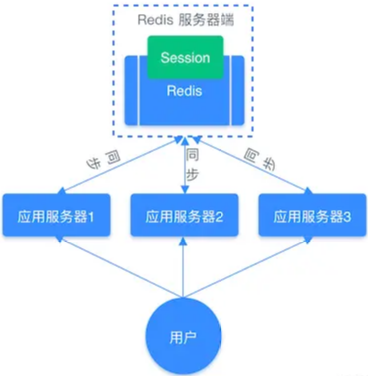 Redis 服务器端
Session
Redis
同步
同步
同步
应用服务器1
应用服务器2
应用服务器3
用户